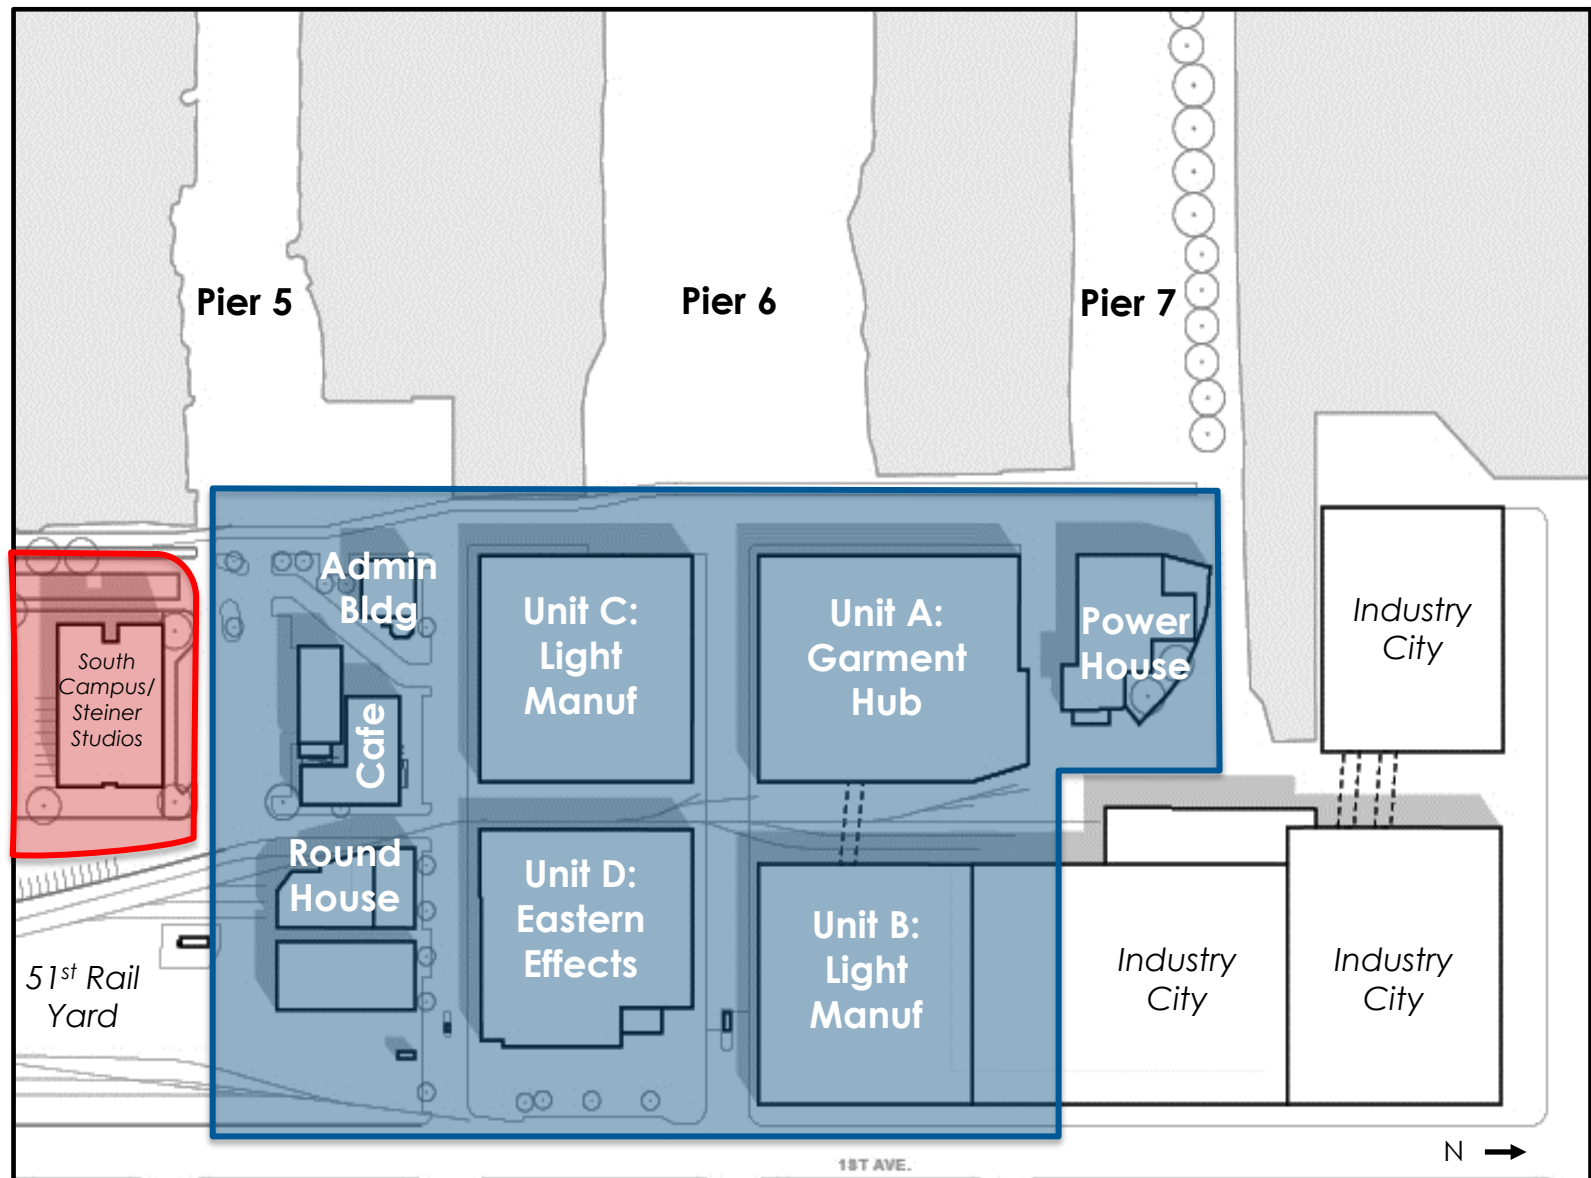 Pier 5
Pier 6
Pier 7
Admin
Bldg
Unit C:
Light
Manuf
Unit A:
Garment
Hub
Power
House
Industry
City
South
Campus/
Steiner
Studios
Cafe
Round
House
Unit D:
Eastern
Effects
Unit B:
Light
Manuf
Industry
City
Industry
City
51st Rail
Yard
N
1ST AVE.